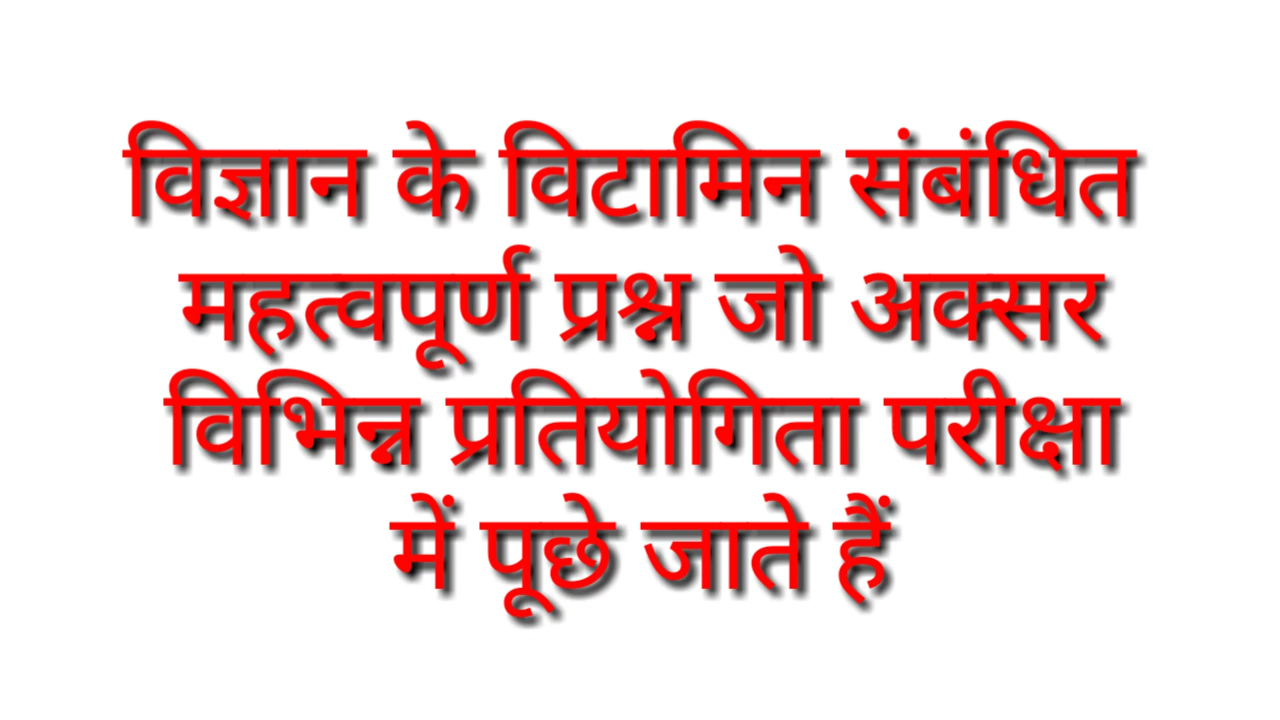 विज्ञान के विटामिन संबंधित
महत्वपूर्ण प्रश्न जो अक्सर
विभिन्न प्रतियोगिता परीक्षा
में पूछे जाते हैं